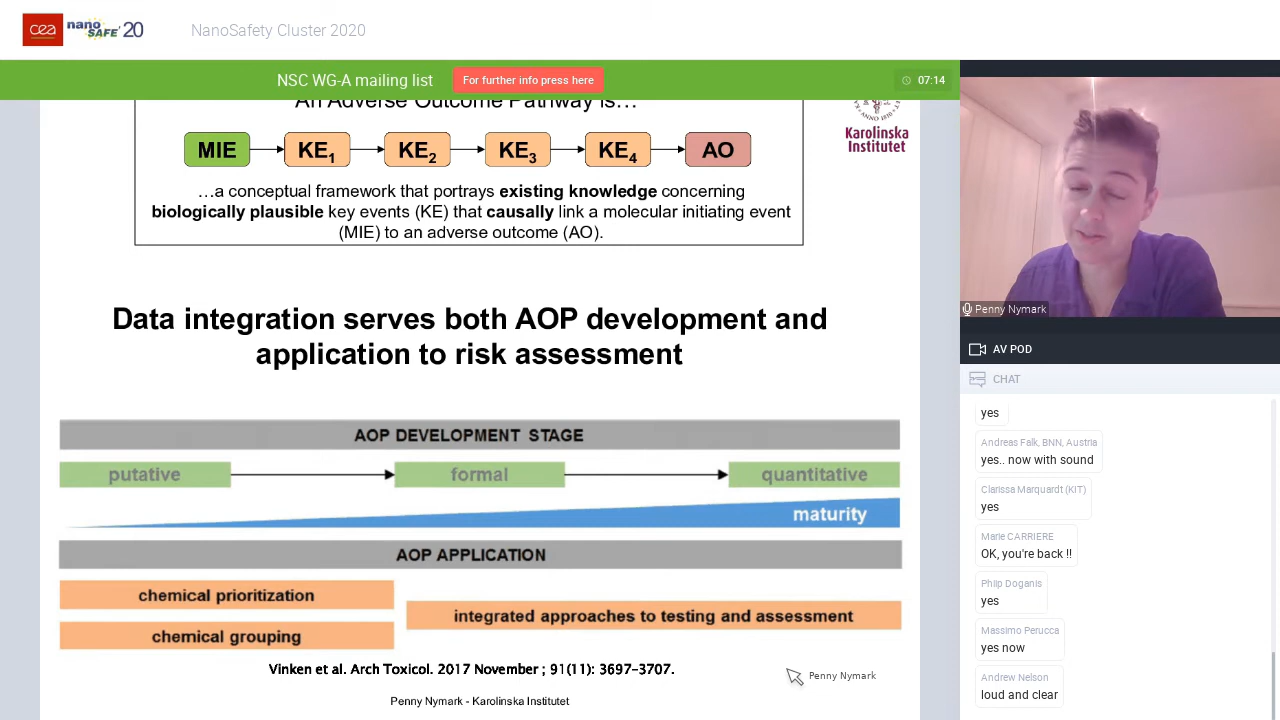 cea
nano
SAFE'20
NanoSafety Cluster 2020
NSC WG-A mailing list
For further info press here
07:14
An Adverse Outcome Pathway is…
ANNO 1810
Karolinska
Institutet
MIE
KE1
KE2
KE3
KE4
AO
…a conceptual framework that portrays existing knowledge concerning
biologically plausible key events (KE) that causally link a molecular initiating event
(MIE) to an adverse outcome (AO).
Data integration serves both AOP development and
application to risk assessment
AOP DEVELOPMENT STAGE
putative
formal
quantitative
maturity
AOP APPLICATION
chemical prioritization
chemical grouping
integrated approaches to testing and assessment
Vinken et al. Arch Toxicol. 2017 November ; 91(11): 3697–3707.
Penny Nymark
Penny Nymark - Karolinska Institutet
Penny Nymark
AV POD
CHAT
yes
Andreas Falk, BNN, Austria
yes.. now with sound
Clarissa Marquardt (KIT)
yes
Marie CARRIERE
OK, you're back !!
Philp Doganis
yes
Massimo Perucca
yes now
Andrew Nelson
loud and clear